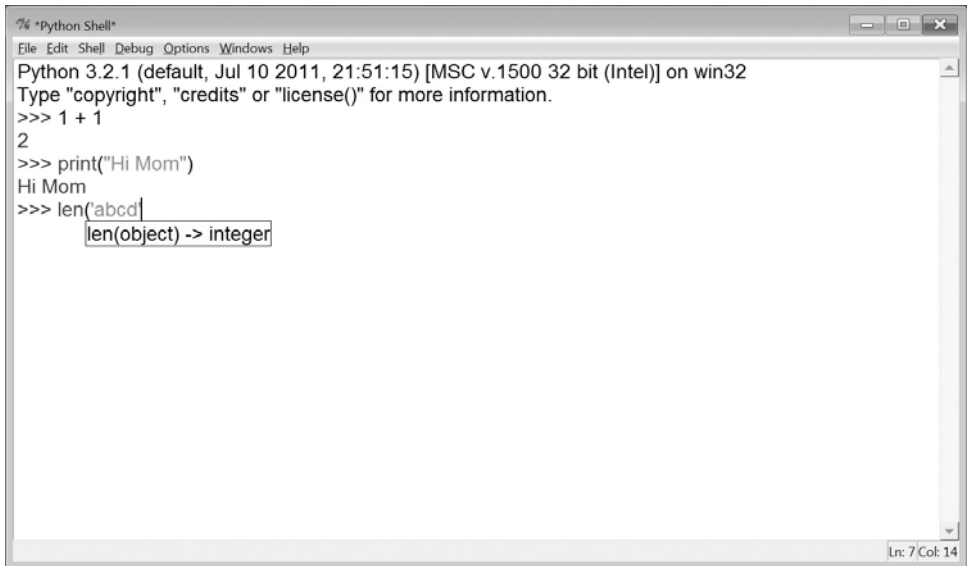 *Python Shell*
File Edit Shell Debug Options Windows Help
Python 3.2.1 (default, Jul 10 2011, 21:51:15) [MSC v.1500 32 bit (Intel)] on win32
Type "copyright", "credits" or "license()" for more information.
>>> 1 + 1
2
>>> print("Hi Mom")
Hi Mom
>>> len('abcd'
len(object) -> integer
Ln: 7 Col: 14